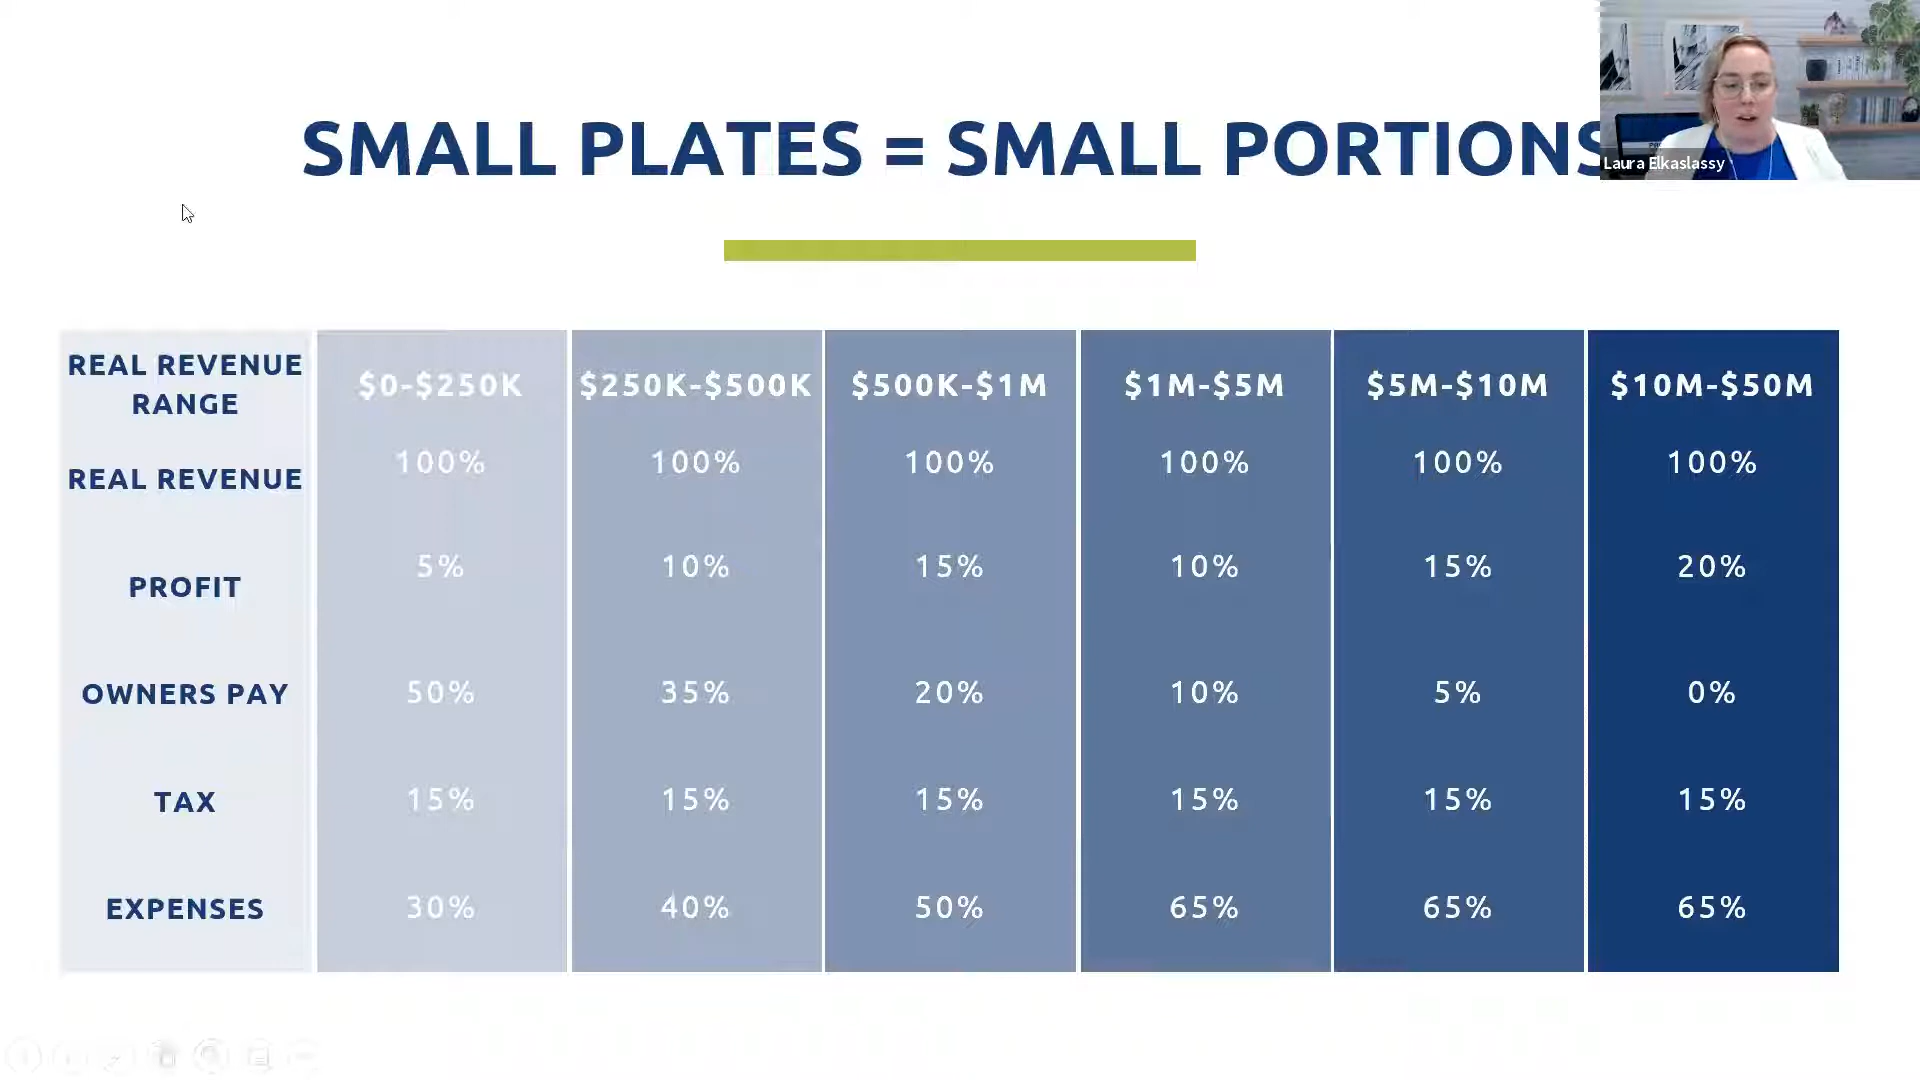 SMALL PLATES = SMALL PORTIONS
Laura Elkaslassy
REAL REVENUE RANGE $0-$250K $250K-$500K $500K-$1M $1M-$5M $5M-$10M $10M-$50M
REAL REVENUE 100% 100% 100% 100% 100% 100%
PROFIT 5% 10% 15% 10% 15% 20%
OWNERS PAY 50% 35% 20% 10% 5% 0%
TAX 15% 15% 15% 15% 15% 15%
EXPENSES 30% 40% 50% 65% 65% 65%